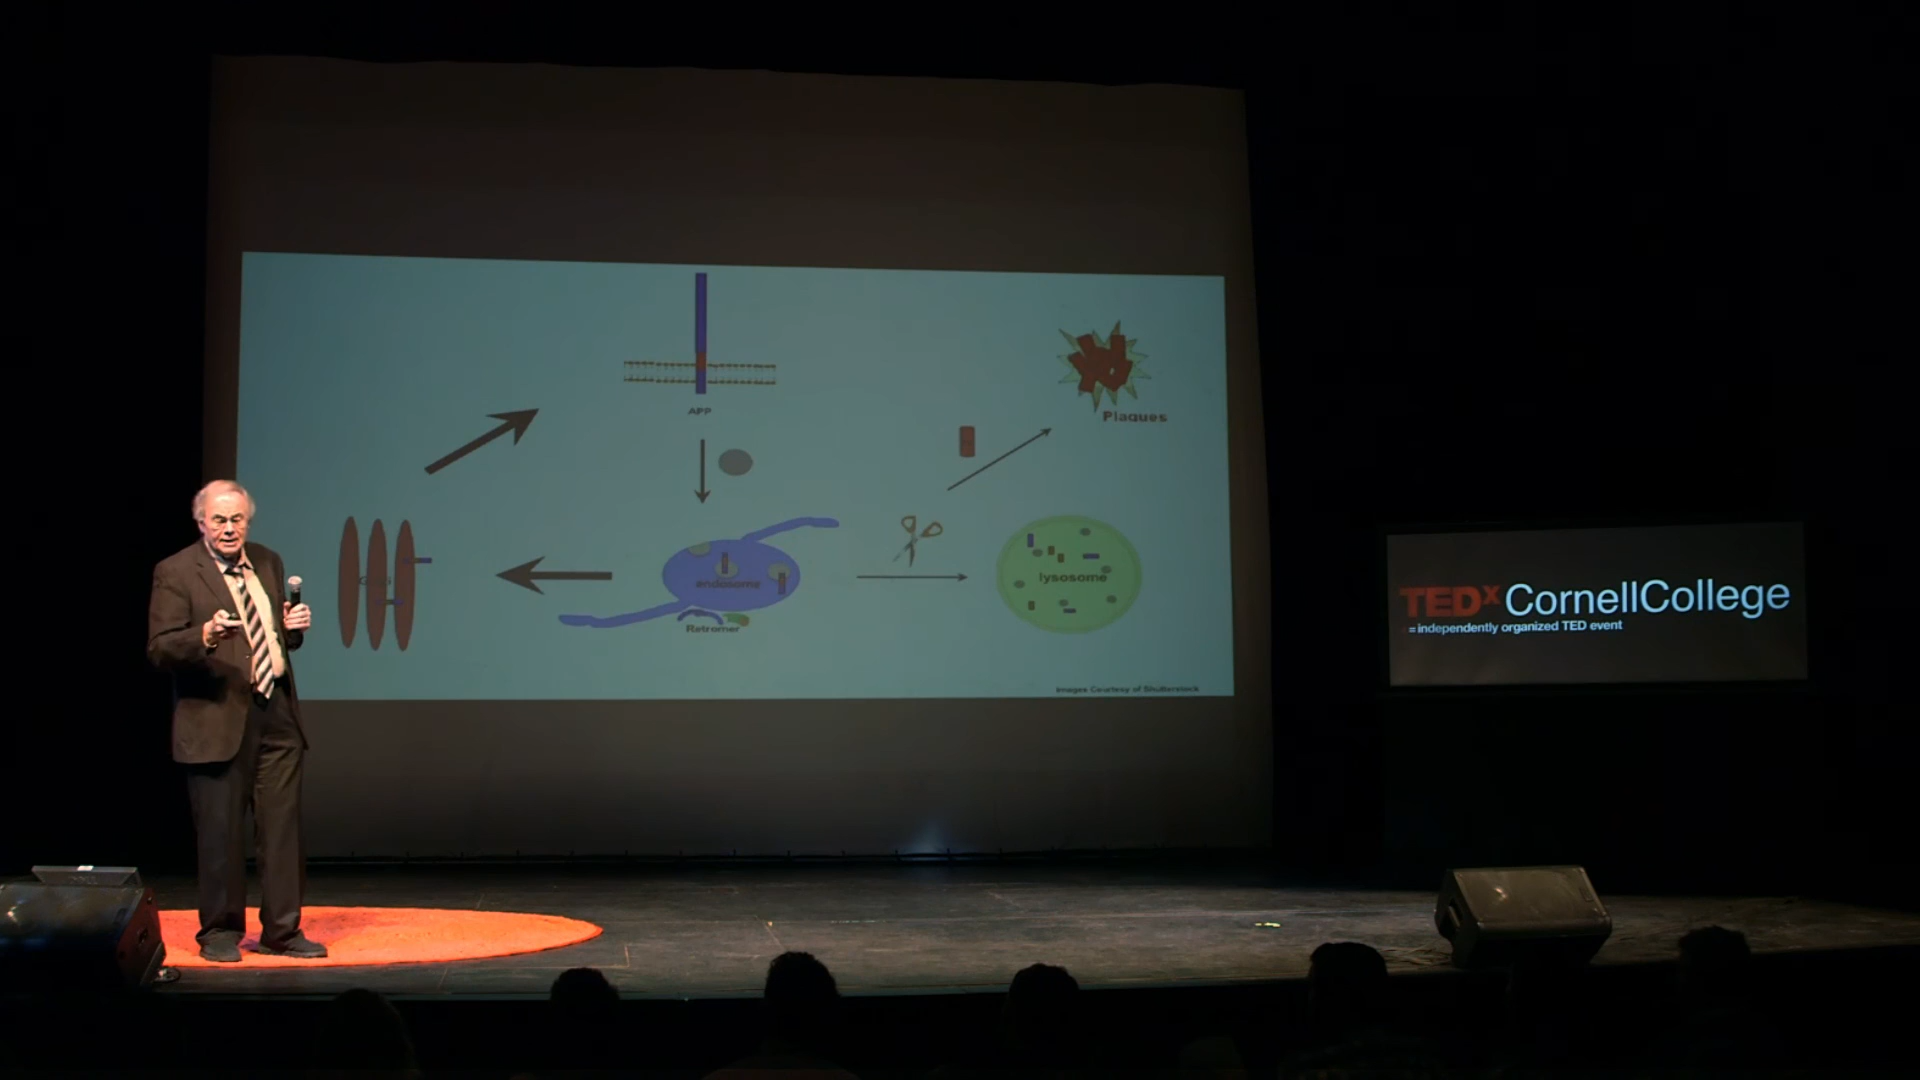 APP
Plaques
endosome
lysosome
Retromer
Images Courtesy of Shutterstock
TEDx CornellCollege
= independently organized TED event